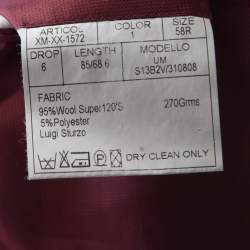 ARTICOL COLOR SIZE
XM-XX-1572 1 58R
DROP LENGTH MODELLO
6 85/68.6 UM
S13B2V/310808
FABRIC
95%Wool Super120'S 270Grms
5%Polyester
Luigi Sturzo
DRY CLEAN ONLY